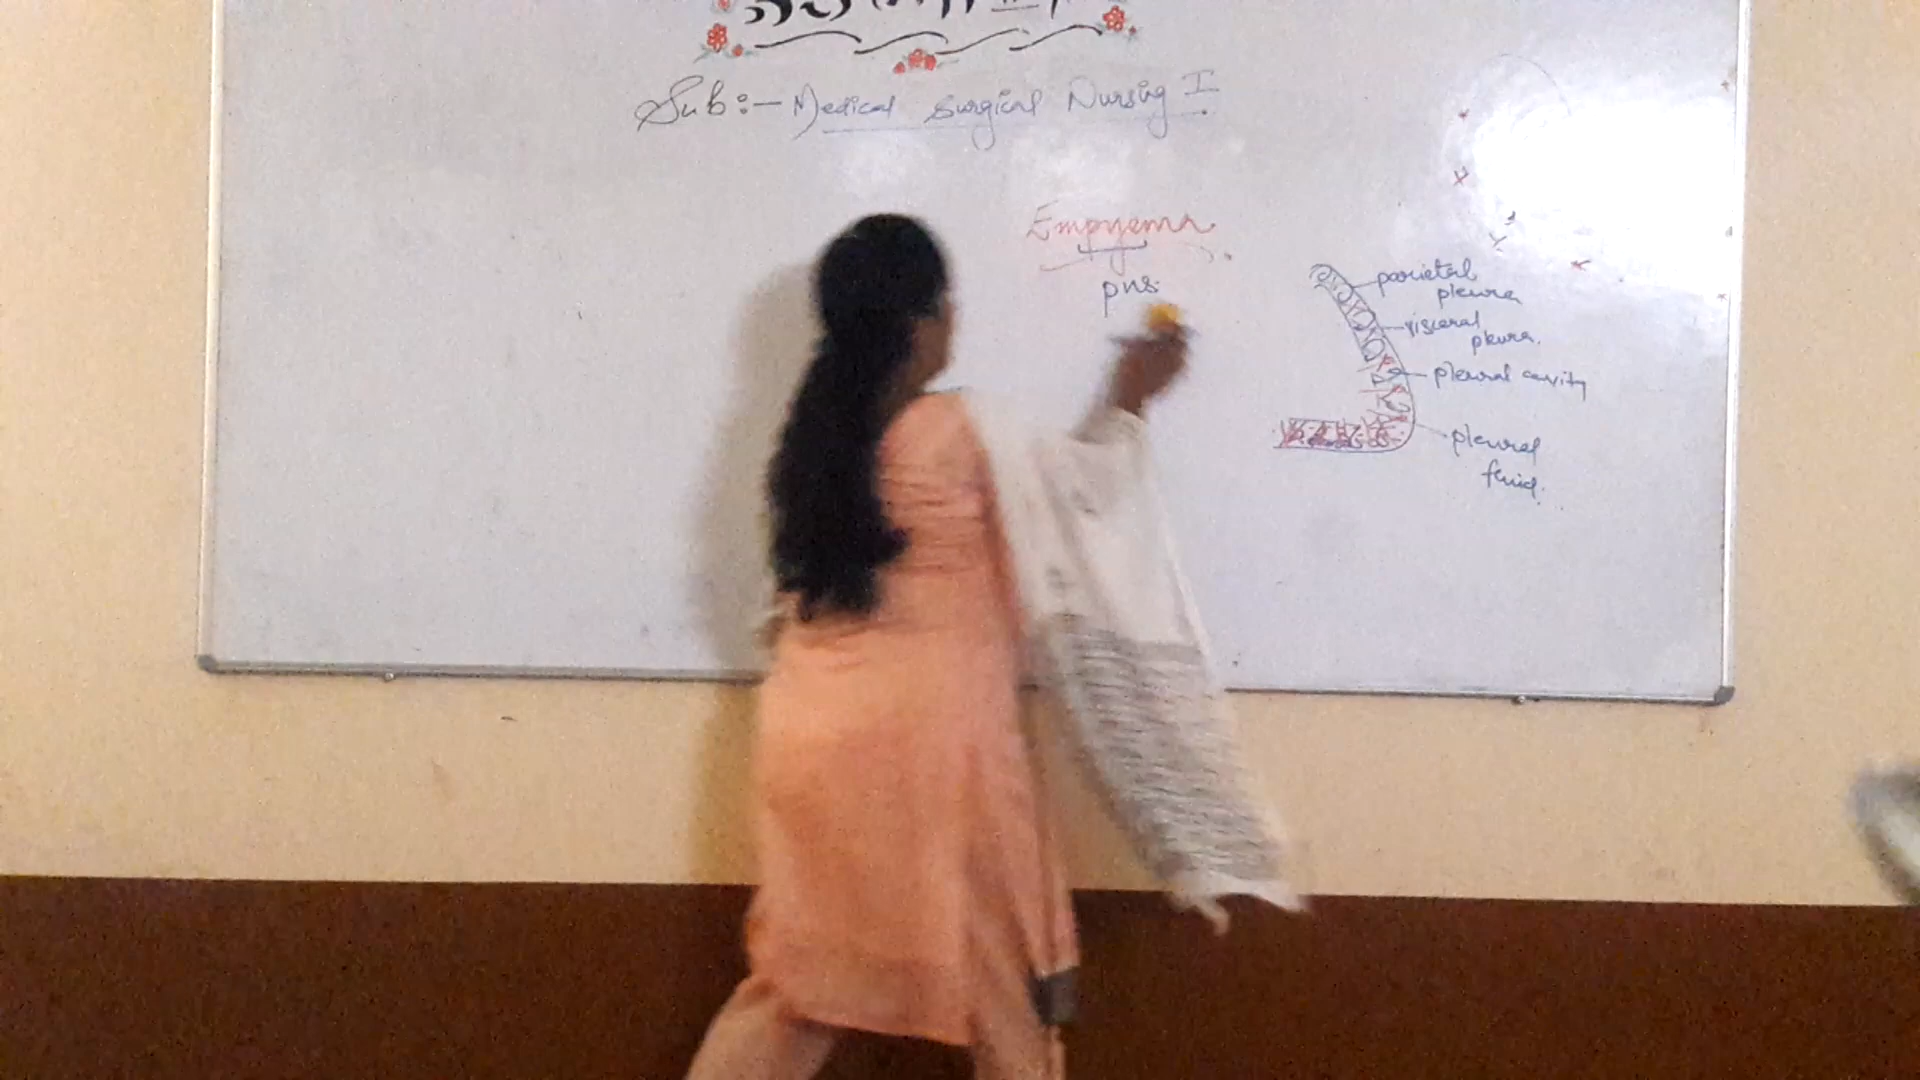 Sub:- Medical Surgical Nursing I
Empyema
pus
parietal
pleura
visceral
pleura.
pleural cavity
pleural
fluid.